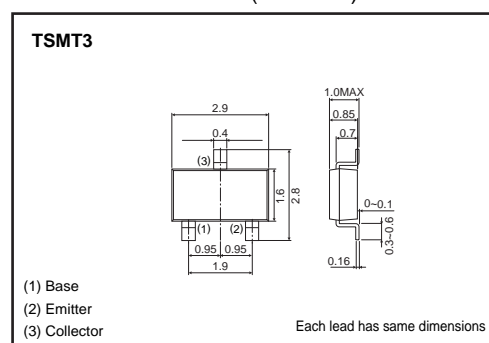 TSMT3
1.0MAX
2.9
0.85
0.4
0.7
(3)
1.6
2.8
0~0.1
(1)
(2)
0.3~0.6
0.95
0.95
0.16
1.9
(1) Base
(2) Emitter
(3) Collector
Each lead has same dimensions